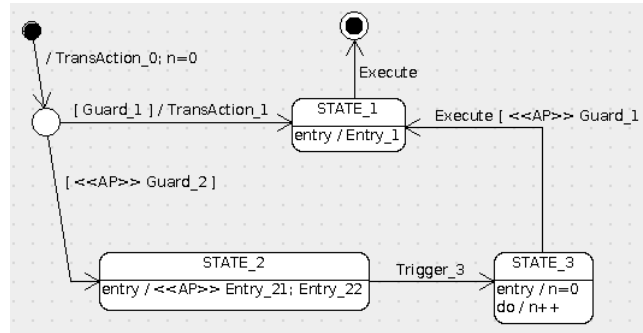 / TransAction_0; n=0
Execute
[ Guard_1 ] / TransAction_1
STATE_1
entry / Entry_1
Execute [ <<AP>> Guard_1
[ <<AP>> Guard_2 ]
STATE_2
entry / <<AP>> Entry_21; Entry_22
Trigger_3
STATE_3
entry / n=0
do / n++